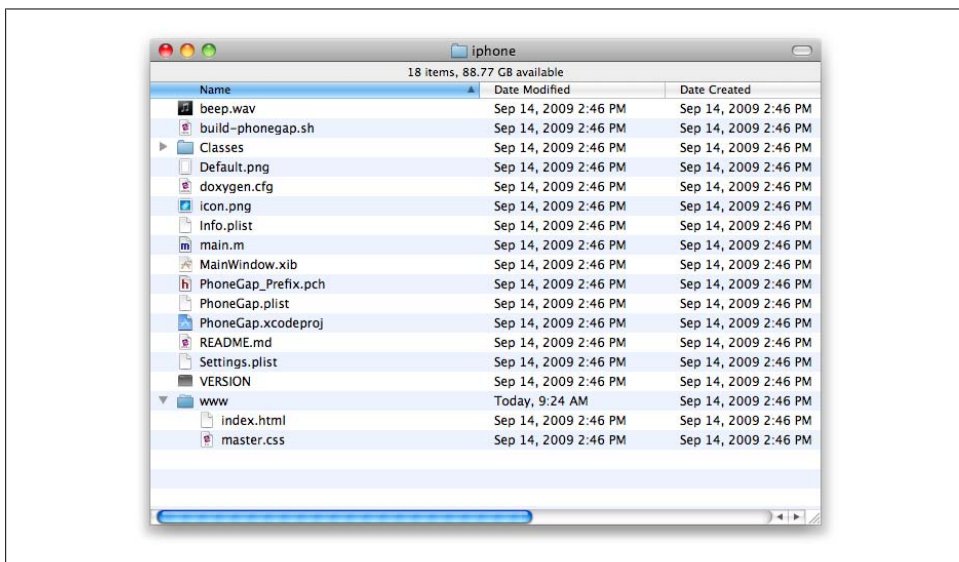 iphone
18 items, 88.77 GB available
Name Date Modified Date Created
beep.wav Sep 14, 2009 2:46 PM Sep 14, 2009 2:46 PM
build-phonegap.sh Sep 14, 2009 2:46 PM Sep 14, 2009 2:46 PM
Classes Sep 14, 2009 2:46 PM Sep 14, 2009 2:46 PM
Default.png Sep 14, 2009 2:46 PM Sep 14, 2009 2:46 PM
doxygen.cfg Sep 14, 2009 2:46 PM Sep 14, 2009 2:46 PM
icon.png Sep 14, 2009 2:46 PM Sep 14, 2009 2:46 PM
Info.plist Sep 14, 2009 2:46 PM Sep 14, 2009 2:46 PM
m main.m Sep 14, 2009 2:46 PM Sep 14, 2009 2:46 PM
MainWindow.xib Sep 14, 2009 2:46 PM Sep 14, 2009 2:46 PM
h PhoneGap_Prefix.pch Sep 14, 2009 2:46 PM Sep 14, 2009 2:46 PM
PhoneGap.plist Sep 14, 2009 2:46 PM Sep 14, 2009 2:46 PM
PhoneGap.xcodeproj Sep 14, 2009 2:46 PM Sep 14, 2009 2:46 PM
README.md Sep 14, 2009 2:46 PM Sep 14, 2009 2:46 PM
Settings.plist Sep 14, 2009 2:46 PM Sep 14, 2009 2:46 PM
VERSION Sep 14, 2009 2:46 PM Sep 14, 2009 2:46 PM
www Today, 9:24 AM Sep 14, 2009 2:46 PM
index.html Sep 14, 2009 2:46 PM Sep 14, 2009 2:46 PM
master.css Sep 14, 2009 2:46 PM Sep 14, 2009 2:46 PM